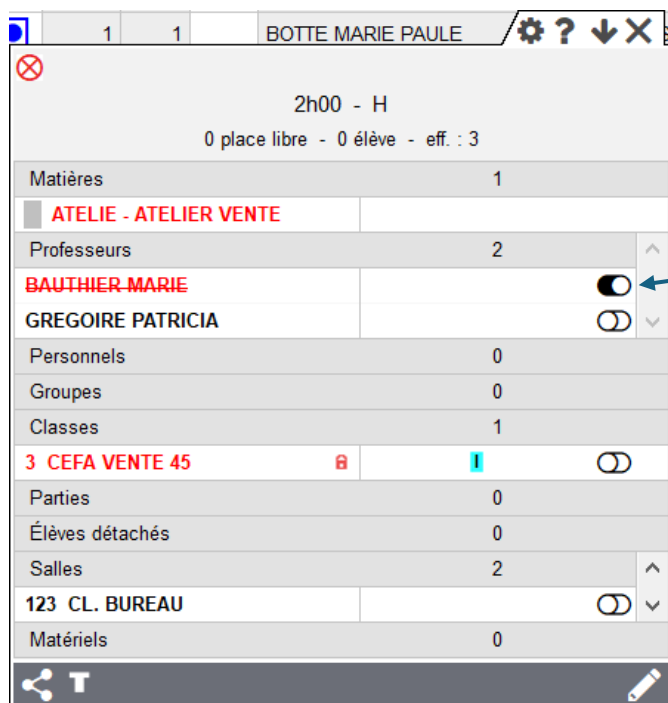 1 1 BOTTE MARIE PAULE ?
2h00 - H
0 place libre - 0 élève - eff. : 3
Matières 1
ATELIE - ATELIER VENTE
Professeurs 2
BAUTHIER MARIE
GREGOIRE PATRICIA
Personnels 0
Groupes 0
Classes 1
3 CEFA VENTE 45 I
Parties 0
Élèves détachés 0
Salles 2
123 CL. BUREAU
Matériels 0
T